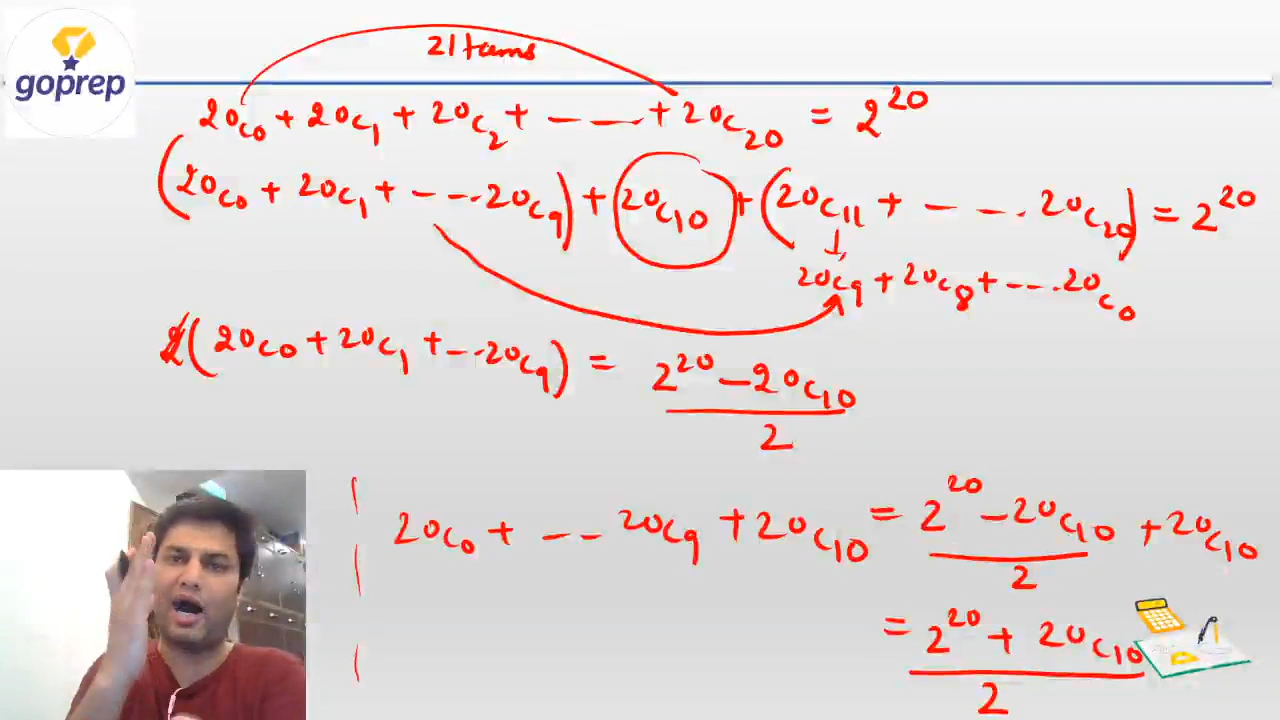 21 terms
goprep
20C0 + 20C1 + 20C2 + - - - + 20C20 = 2^20
(20C0 + 20C1 + - - - 20C9) + 20C10 + (20C11 + - - - 20C20) = 2^20
↓
20C9 + 20C8 + - - - 20C0
2(20C0 + 20C1 + - - 20C9) = (2^20 - 20C10)/2
20C0 + - - - 20C9 + 20C10 = (2^20 - 20C10)/2 + 20C10
= (2^20 + 20C10)/2